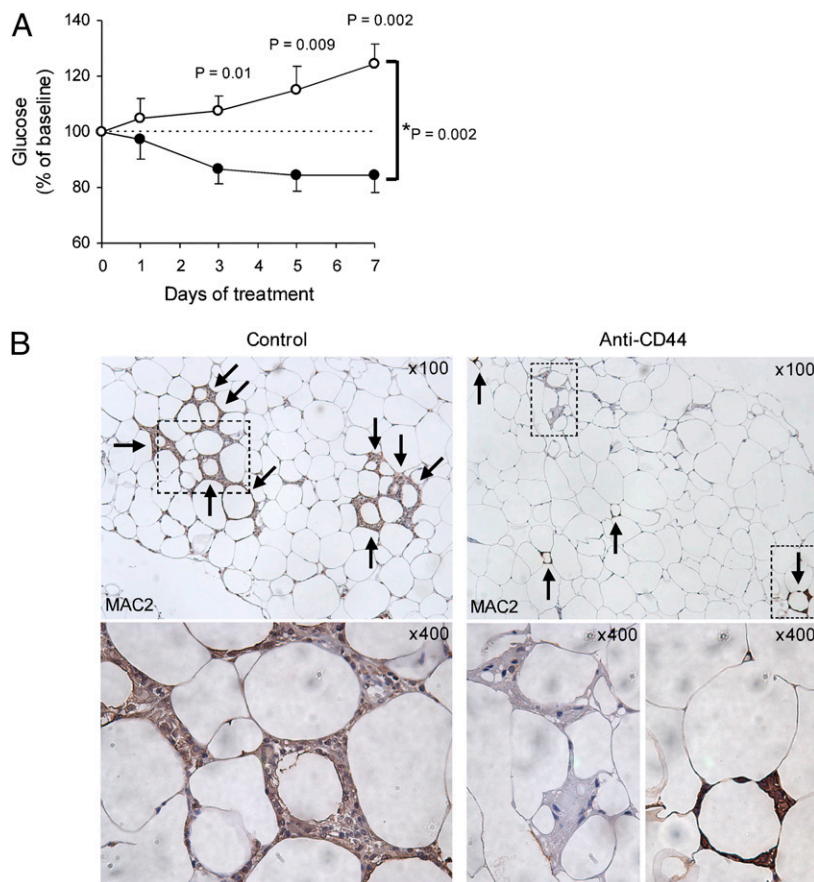 A
140
120
100
80
60
Glucose
(% of baseline)
P = 0.01
P = 0.009
P = 0.002
*P = 0.002
0 1 2 3 4 5 6 7
Days of treatment
B
Control
Anti-CD44
x100
MAC2
x100
MAC2
x400
x400
x400